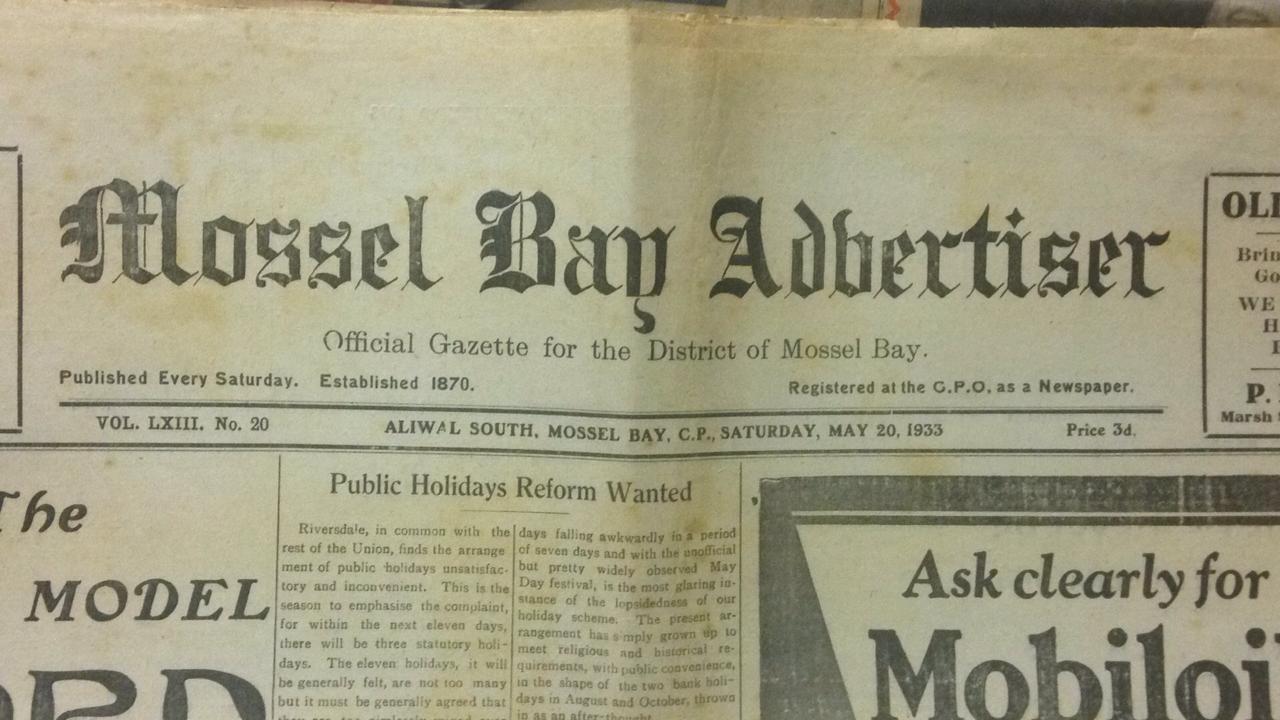 Mossel Bay Advertiser
Official Gazette for the District of Mossel Bay.
Published Every Saturday. Established 1870.
Registered at the G.P.O. as a Newspaper.
VOL. LXIII. No. 20
ALIWAL SOUTH, MOSSEL BAY, C.P., SATURDAY, MAY 20, 1933
Price 3d.
The
MODEL
Public Holidays Reform Wanted
Riversdale, in common with the
rest of the Union, finds the arrange
ment of public holidays unsatisfac-
tory and inconvenient. This is the
season to emphasise the complaint,
for within the next eleven days,
there will be three statutory holi-
days. The eleven holidays, it will
be generally felt, are not too many
but it must be generally agreed that
days falling awkwardly in a period
of seven days and with the unofficial
but pretty widely observed May
Day festival, is the most glaring in-
stance of the lopsidedness of our
holiday scheme. The present ar-
rangement has simply grown up to
meet religious and historical re-
quirements, with public convenience,
in the shape of the two bank holi-
days in August and October, thrown
in as an after-thought.
Ask clearly for
Mobiloi
OL
Brin
Go
WE
H
P.
Marsh